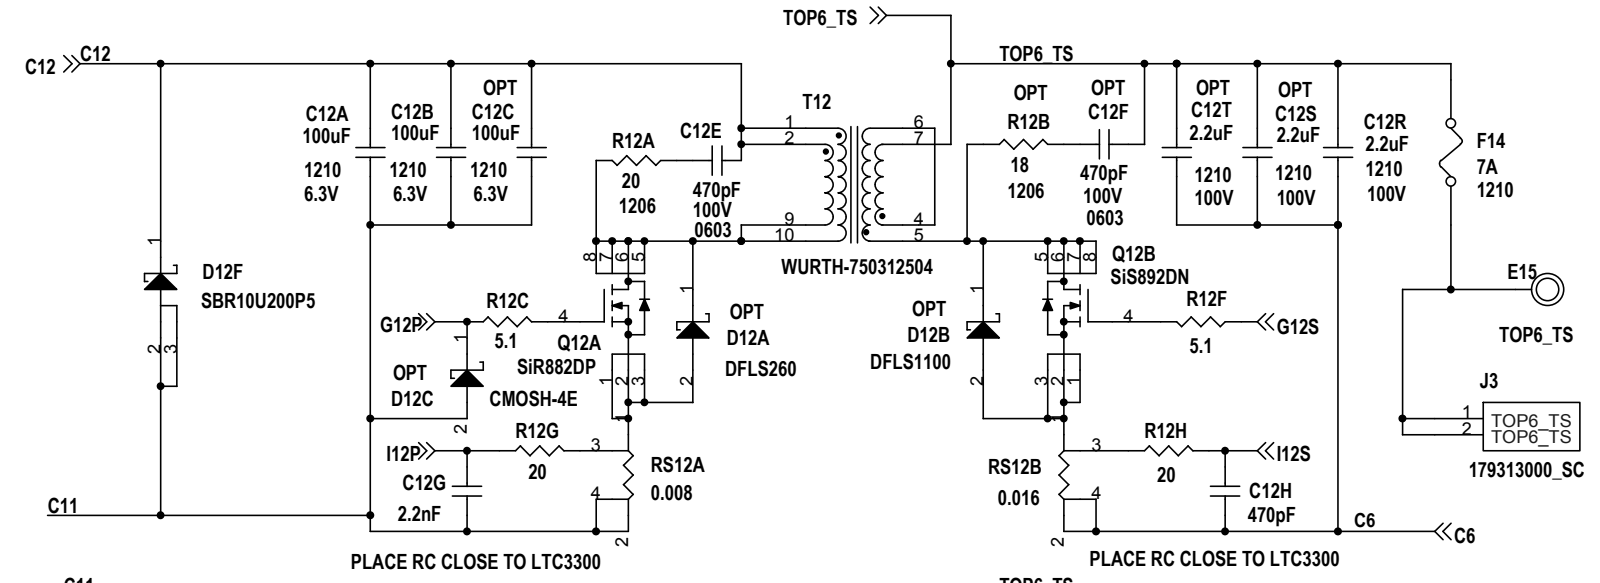 TOP6_TS
C12
C12
TOP6_TS
C12A
100uF
1210
6.3V
C12B
100uF
1210
6.3V
OPT
C12C
100uF
1210
6.3V
R12A
20
1206
C12E
470pF
100V
0603
T12
1
2
9
10
6
7
4
5
WURTH-750312504
OPT
R12B
18
1206
OPT
C12F
470pF
100V
0603
OPT
C12T
2.2uF
1210
100V
OPT
C12S
2.2uF
1210
100V
C12R
2.2uF
1210
100V
F14
7A
1210
1
D12F
SBR10U200P5
2
3
8
7
6
5
G12P
R12C
5.1
4
Q12A
SiR882DP
1
2
3
1
OPT
D12A
DFLS260
2
1
OPT
D12C
CMOSH-4E
2
I12P
R12G
20
3
1
C12G
2.2nF
4
RS12A
0.008
2
C11
PLACE RC CLOSE TO LTC3300
5
6
7
8
Q12B
SiS892DN
1
OPT
D12B
DFLS1100
2
4
R12F
5.1
G12S
3
2
1
3
R12H
20
I12S
RS12B
0.016
4
C12H
470pF
2
C6
C6
PLACE RC CLOSE TO LTC3300
E15
TOP6_TS
J3
1
2
TOP6_TS
TOP6_TS
179313000_SC
C11
TOP6_TS